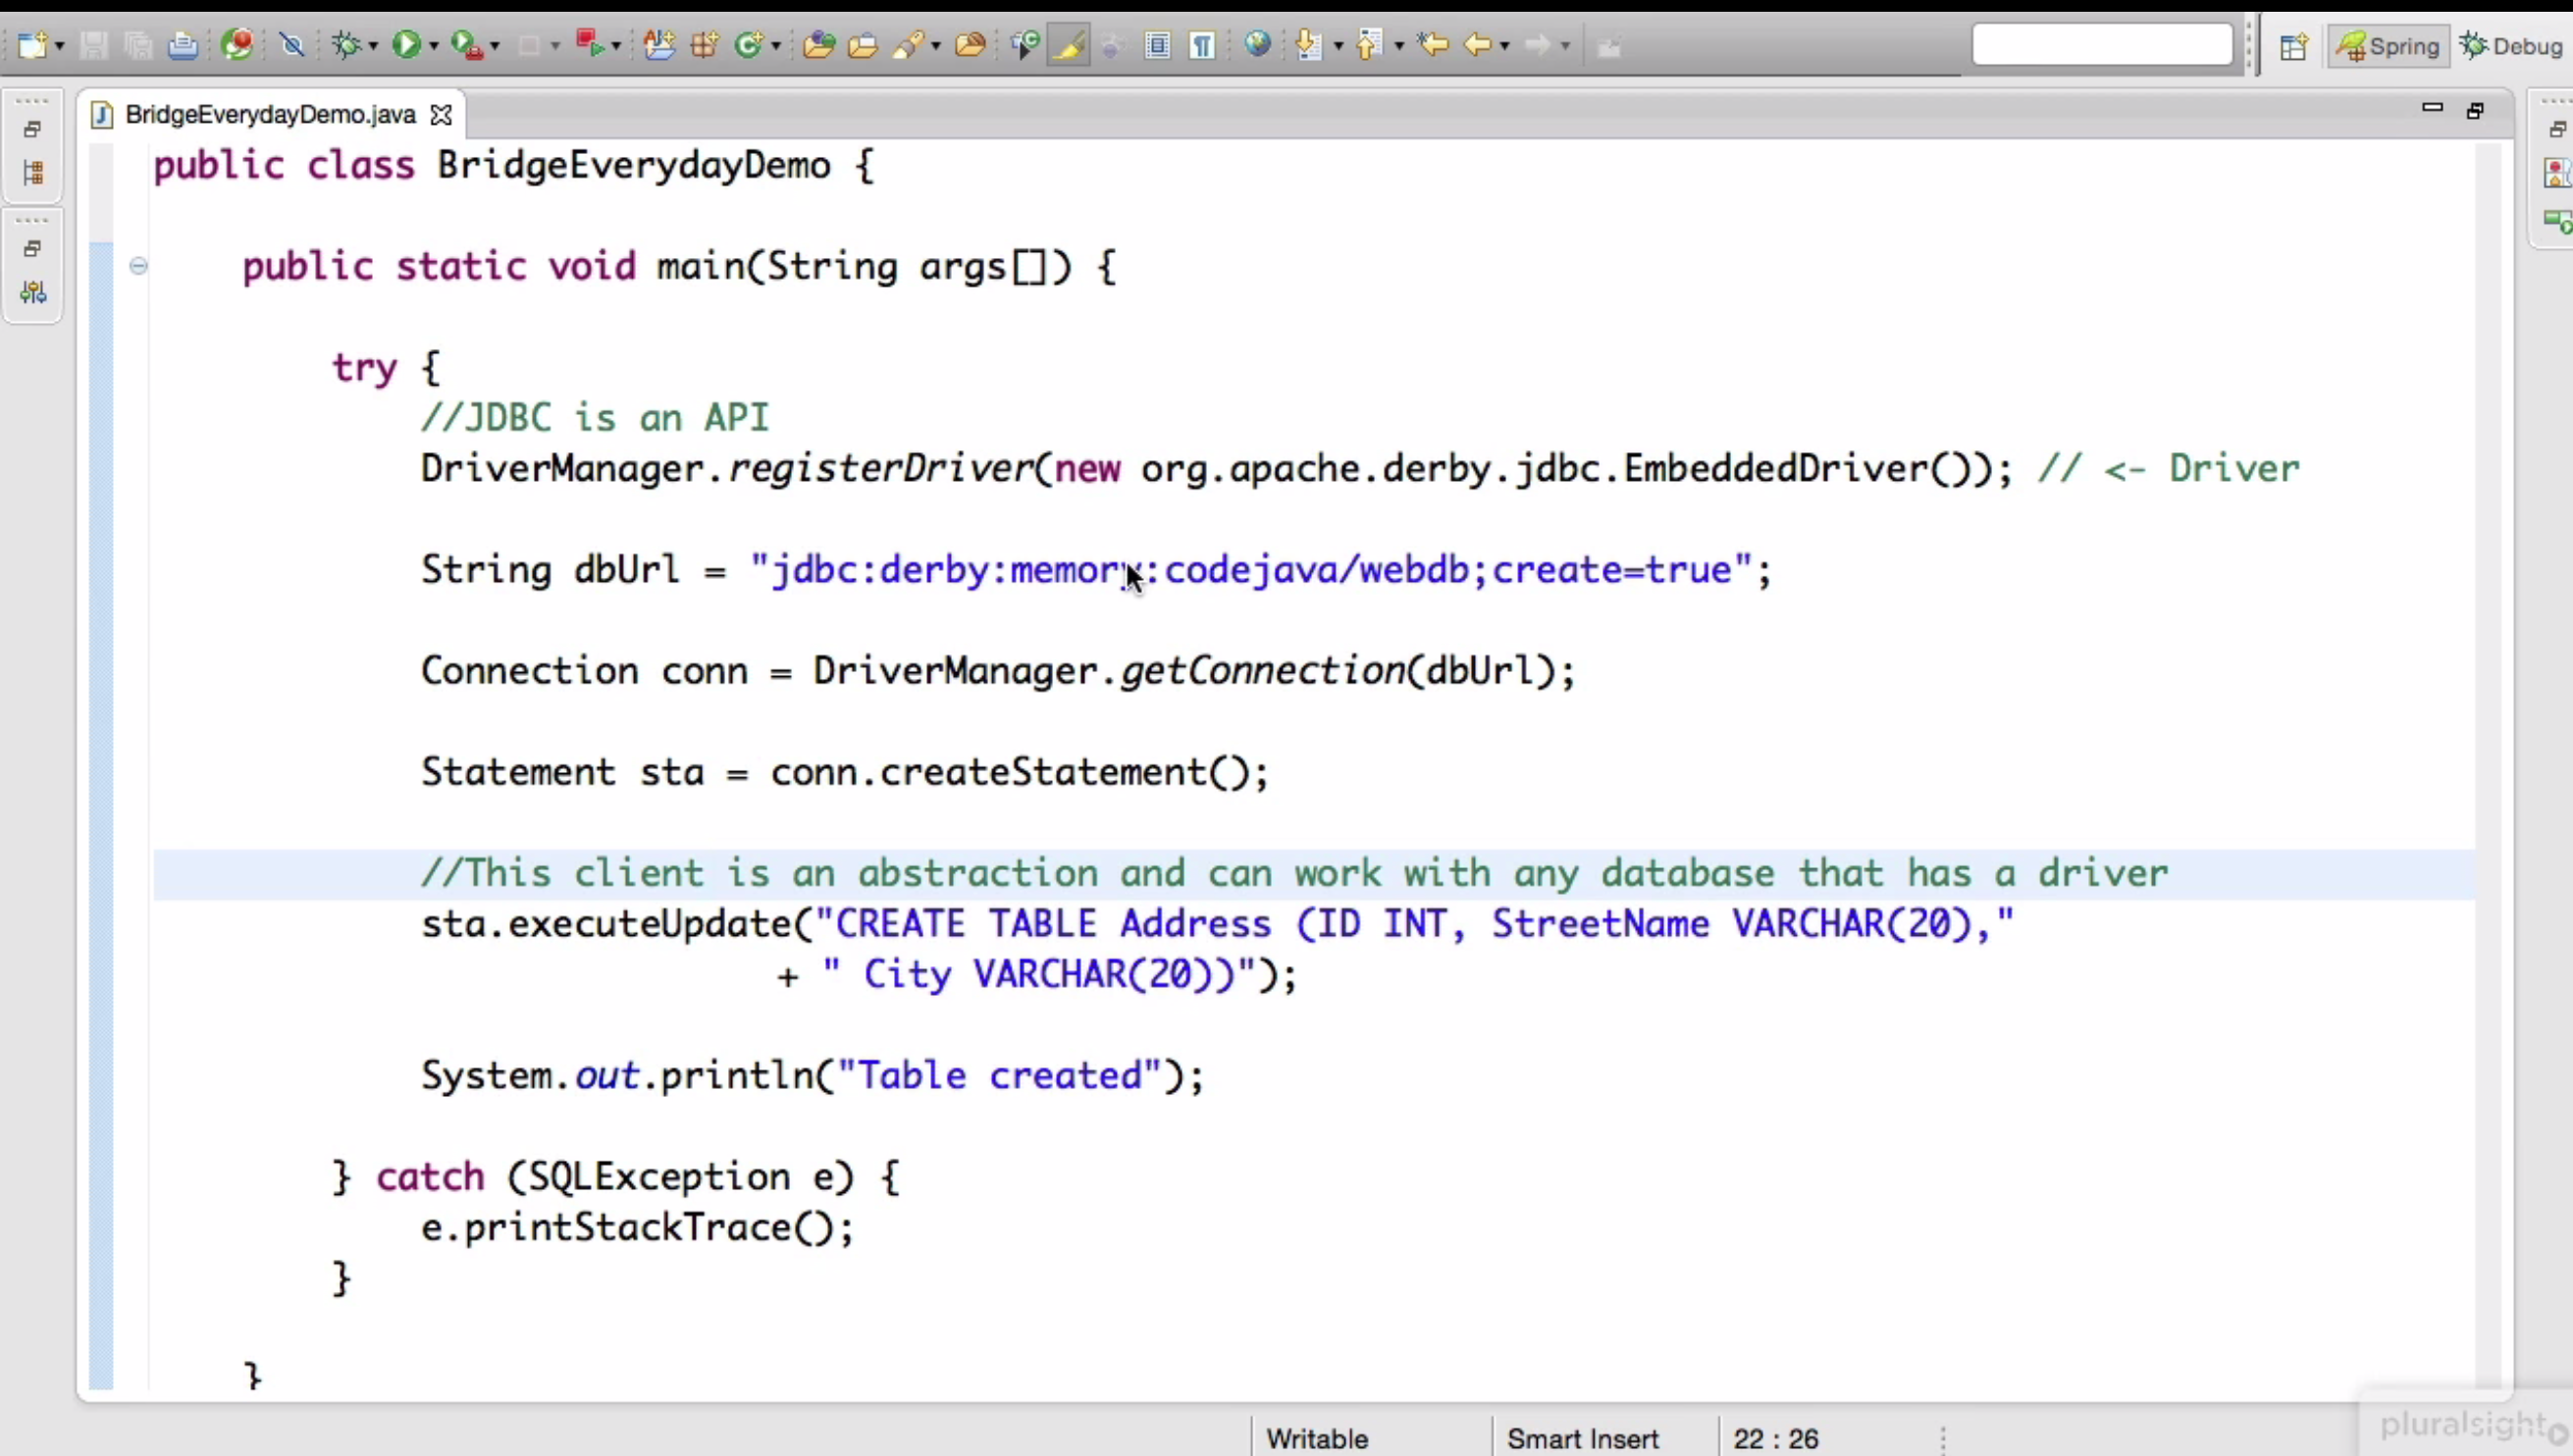 Spring Debug
BridgeEverydayDemo.java
public class BridgeEverydayDemo {
public static void main(String args[]) {
try {
//JDBC is an API
DriverManager.registerDriver(new org.apache.derby.jdbc.EmbeddedDriver()); // <- Driver
String dbUrl = "jdbc:derby:memory:codejava/webdb;create=true";
Connection conn = DriverManager.getConnection(dbUrl);
Statement sta = conn.createStatement();
//This client is an abstraction and can work with any database that has a driver
sta.executeUpdate("CREATE TABLE Address (ID INT, StreetName VARCHAR(20),"
+ " City VARCHAR(20))");
System.out.println("Table created");
} catch (SQLException e) {
e.printStackTrace();
}
}
Writable Smart Insert 22 : 26
pluralsight